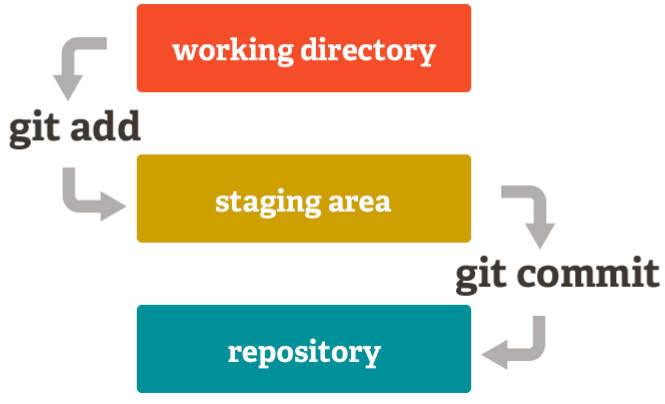 working directory
git add
staging area
git commit
repository